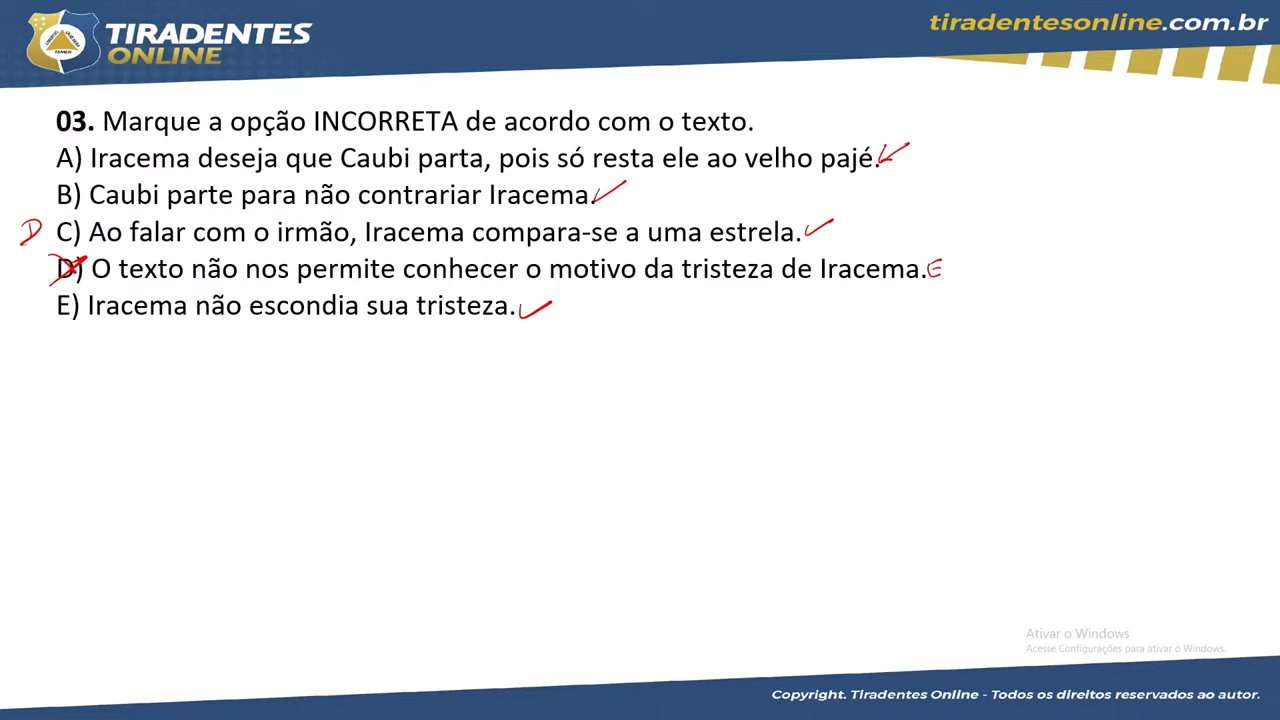 TIRADENTES
ONLINE
tiradentesonline.com.br
03. Marque a opção INCORRETA de acordo com o texto.
A) Iracema deseja que Caubi parta, pois só resta ele ao velho pajé.
B) Caubi parte para não contrariar Iracema.
D C) Ao falar com o irmão, Iracema compara-se a uma estrela.
D) O texto não nos permite conhecer o motivo da tristeza de Iracema. E
E) Iracema não escondia sua tristeza.
Ativar o Windows
Acesse Configurações para ativar o Windows.
Copyright. Tiradentes Online - Todos os direitos reservados ao autor.